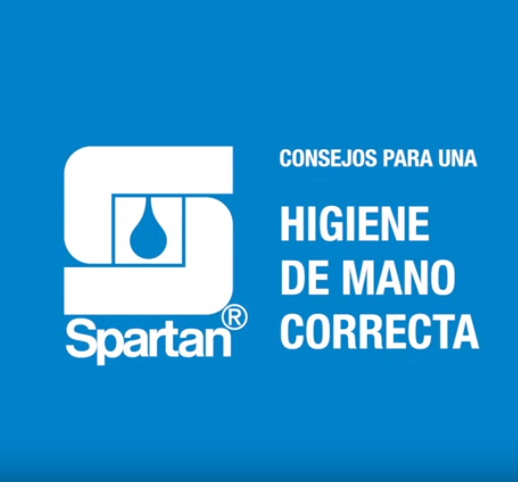 CONSEJOS PARA UNA
HIGIENE
DE MANO
CORRECTA
Spartan®